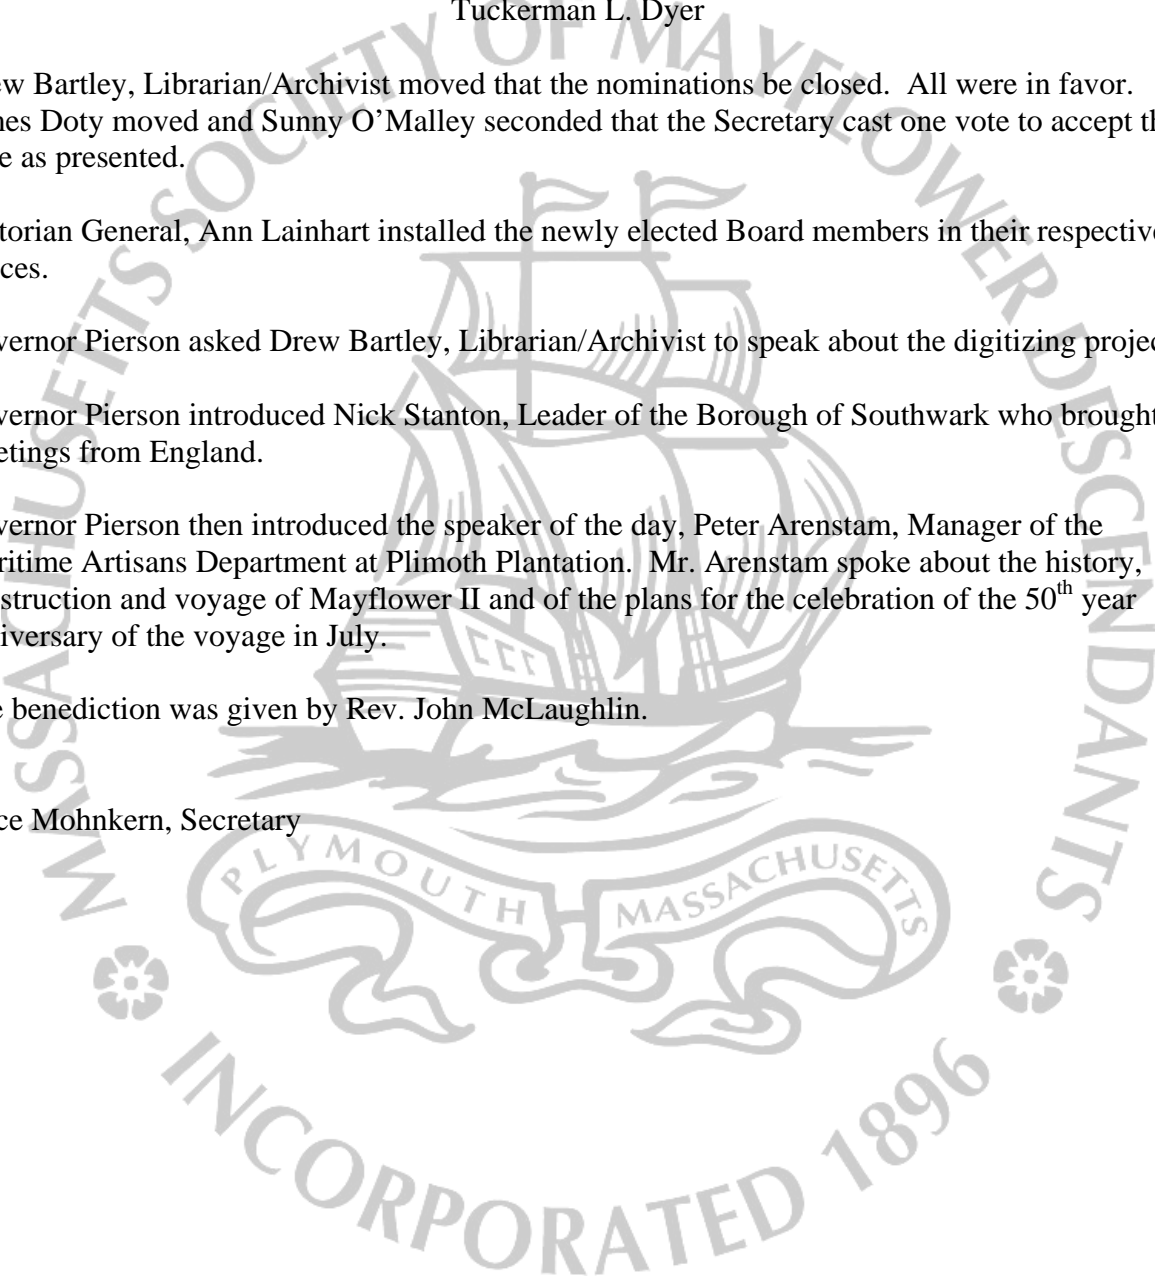 Tuckerman L. Dyer
ew Bartley, Librarian/Archivist moved that the nominations be closed.  All were in favor.
nes Doty moved and Sunny O’Malley seconded that the Secretary cast one vote to accept th
e as presented.
torian General, Ann Lainhart installed the newly elected Board members in their respective
ces.
vernor Pierson asked Drew Bartley, Librarian/Archivist to speak about the digitizing projec
vernor Pierson introduced Nick Stanton, Leader of the Borough of Southwark who brought
etings from England.
vernor Pierson then introduced the speaker of the day, Peter Arenstam, Manager of the
ritime Artisans Department at Plimoth Plantation.  Mr. Arenstam spoke about the history,
struction and voyage of Mayflower II and of the plans for the celebration of the 50th year
iversary of the voyage in July.
e benediction was given by Rev. John McLaughlin.
ce Mohnkern, Secretary
MASSACHUSETTS SOCIETY OF MAYFLOWER DESCENDANTS
PLYMOUTH MASSACHUSETTS
INCORPORATED 1896